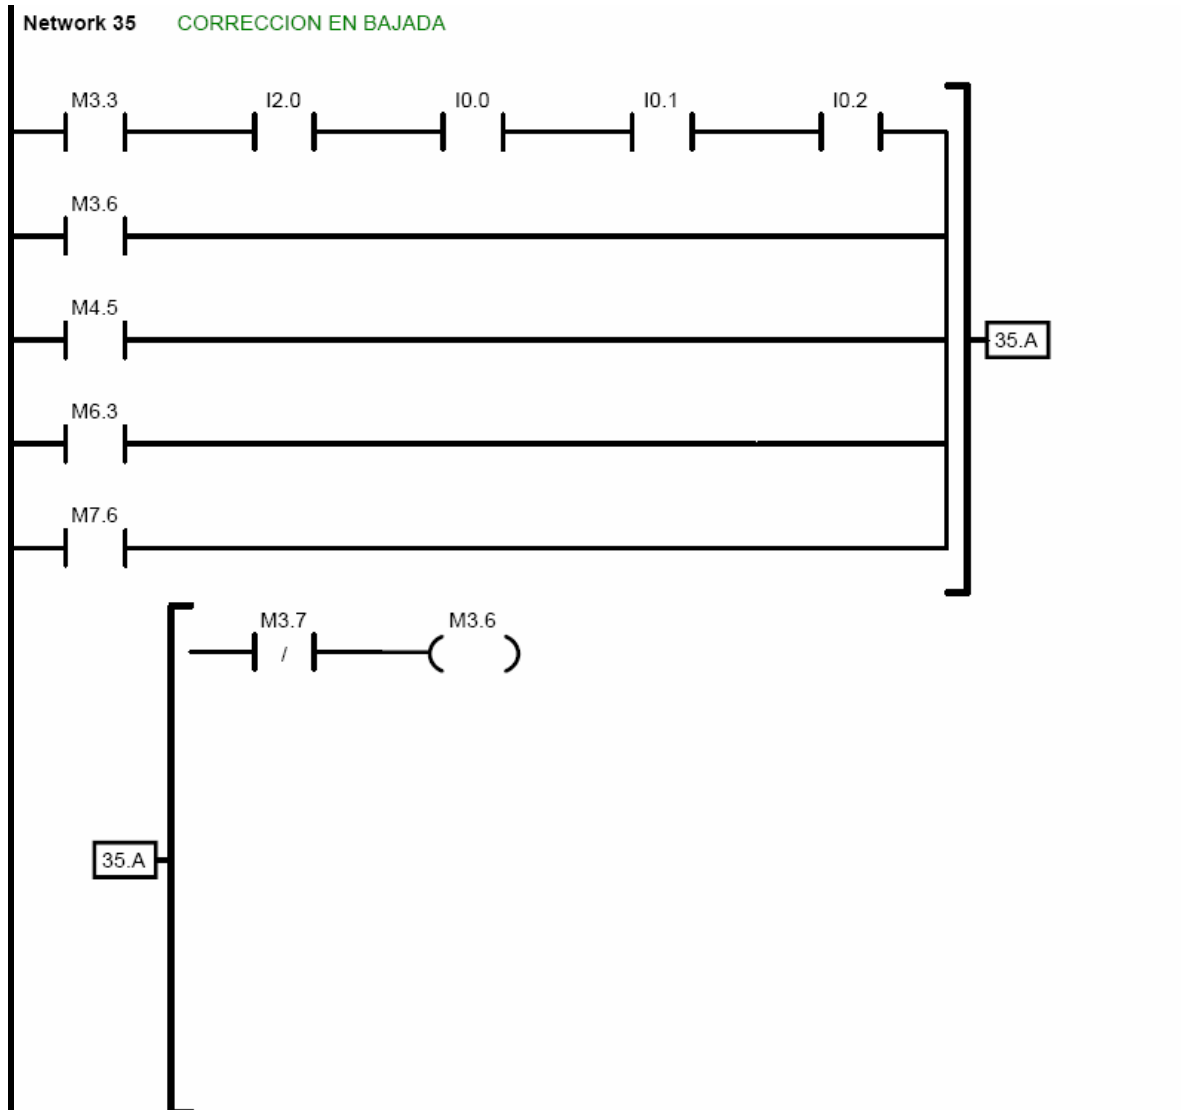 Network 35 CORRECCION EN BAJADA
M3.3 I2.0 I0.0 I0.1 I0.2
M3.6
M4.5
35.A
M6.3
M7.6
M3.7 M3.6
/
35.A